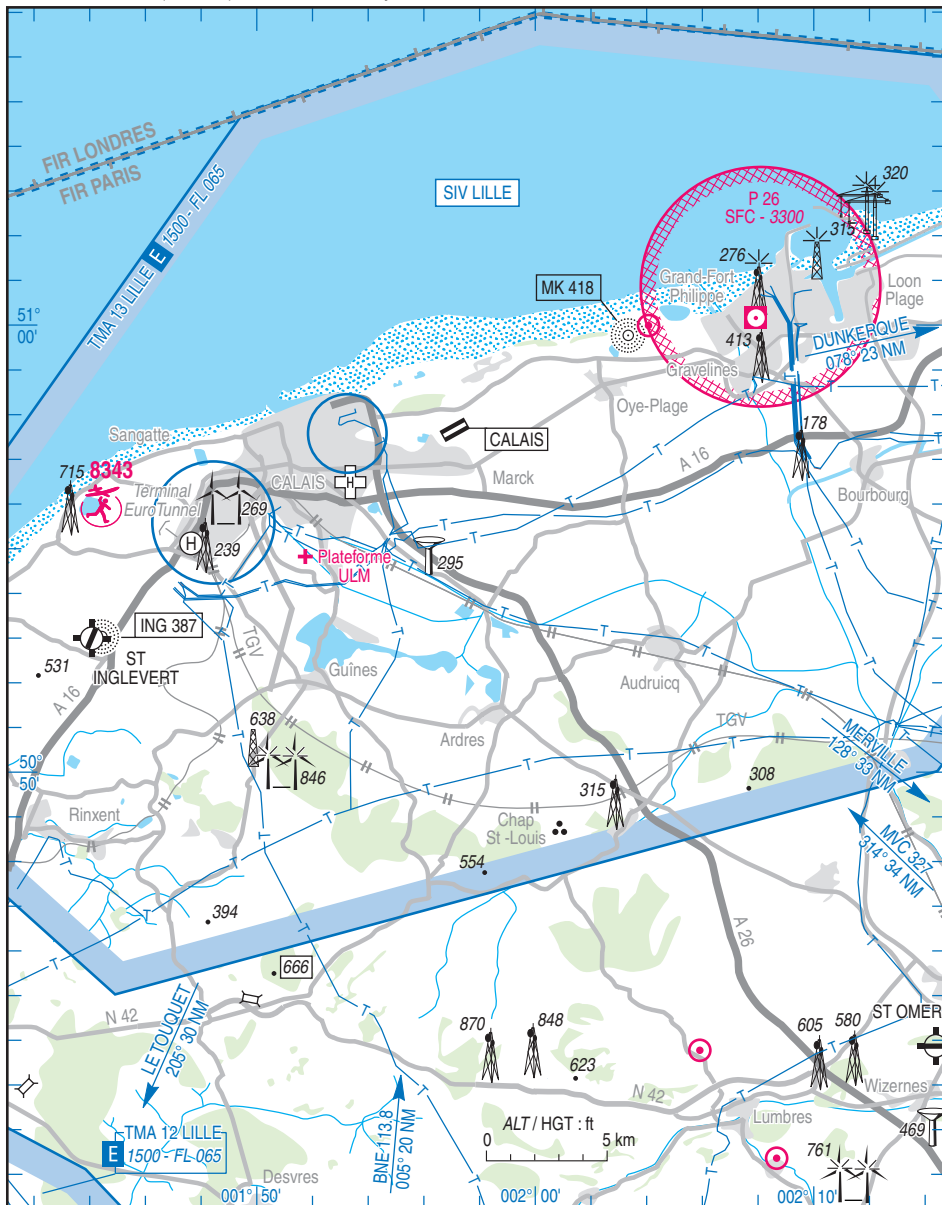 FIR LONDRES
FIR PARIS
TMA 13 LILLE E 1500 - FL 065
SIV LILLE
P 26
SFC - 3300
320
315
276
Grand-Fort
Philippe
Loon
Plage
MK 418
51°
00'
413
DUNKERQUE
078° 23 NM
Gravelines
Oye-Plage
Sangatte
CALAIS
178
A 16
Marck
Bourbourg
715
8343
Terminal
EuroTunnel
CALAIS
H
269
H
239
Plateforme
ULM
295
ING 387
ST
INGLEVERT
531
A 16
TGV
Guînes
Audruicq
Ardres
TGV
638
846
MERVILLE
128° 33 NM
50°
50'
315
308
Rinxent
Chap
St -Louis
MVC 327
314° 34 NM
554
394
A 26
666
N 42
LE TOUQUET
205° 30 NM
870
848
623
605
580
ST OMER
N 42
Wizernes
Lumbres
469
BNE 113.8
005° 20 NM
ALT / HGT : ft
0
5 km
E
TMA 12 LILLE
1500 - FL 065
761
Desvres
001° 50'
002° 00'
002° 10'
T